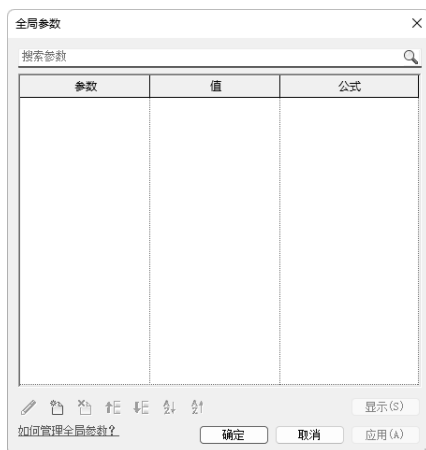 全局参数
搜索参数
参数 值 公式
显示(S)
如何管理全局参数?
确定 取消 应用(A)